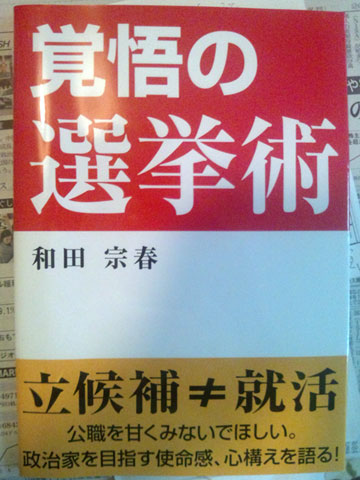 覚悟の
選挙術
和田 宗春
立候補≠就活
公職を甘くみないでほしい。
政治家を目指す使命感、心構えを語る!